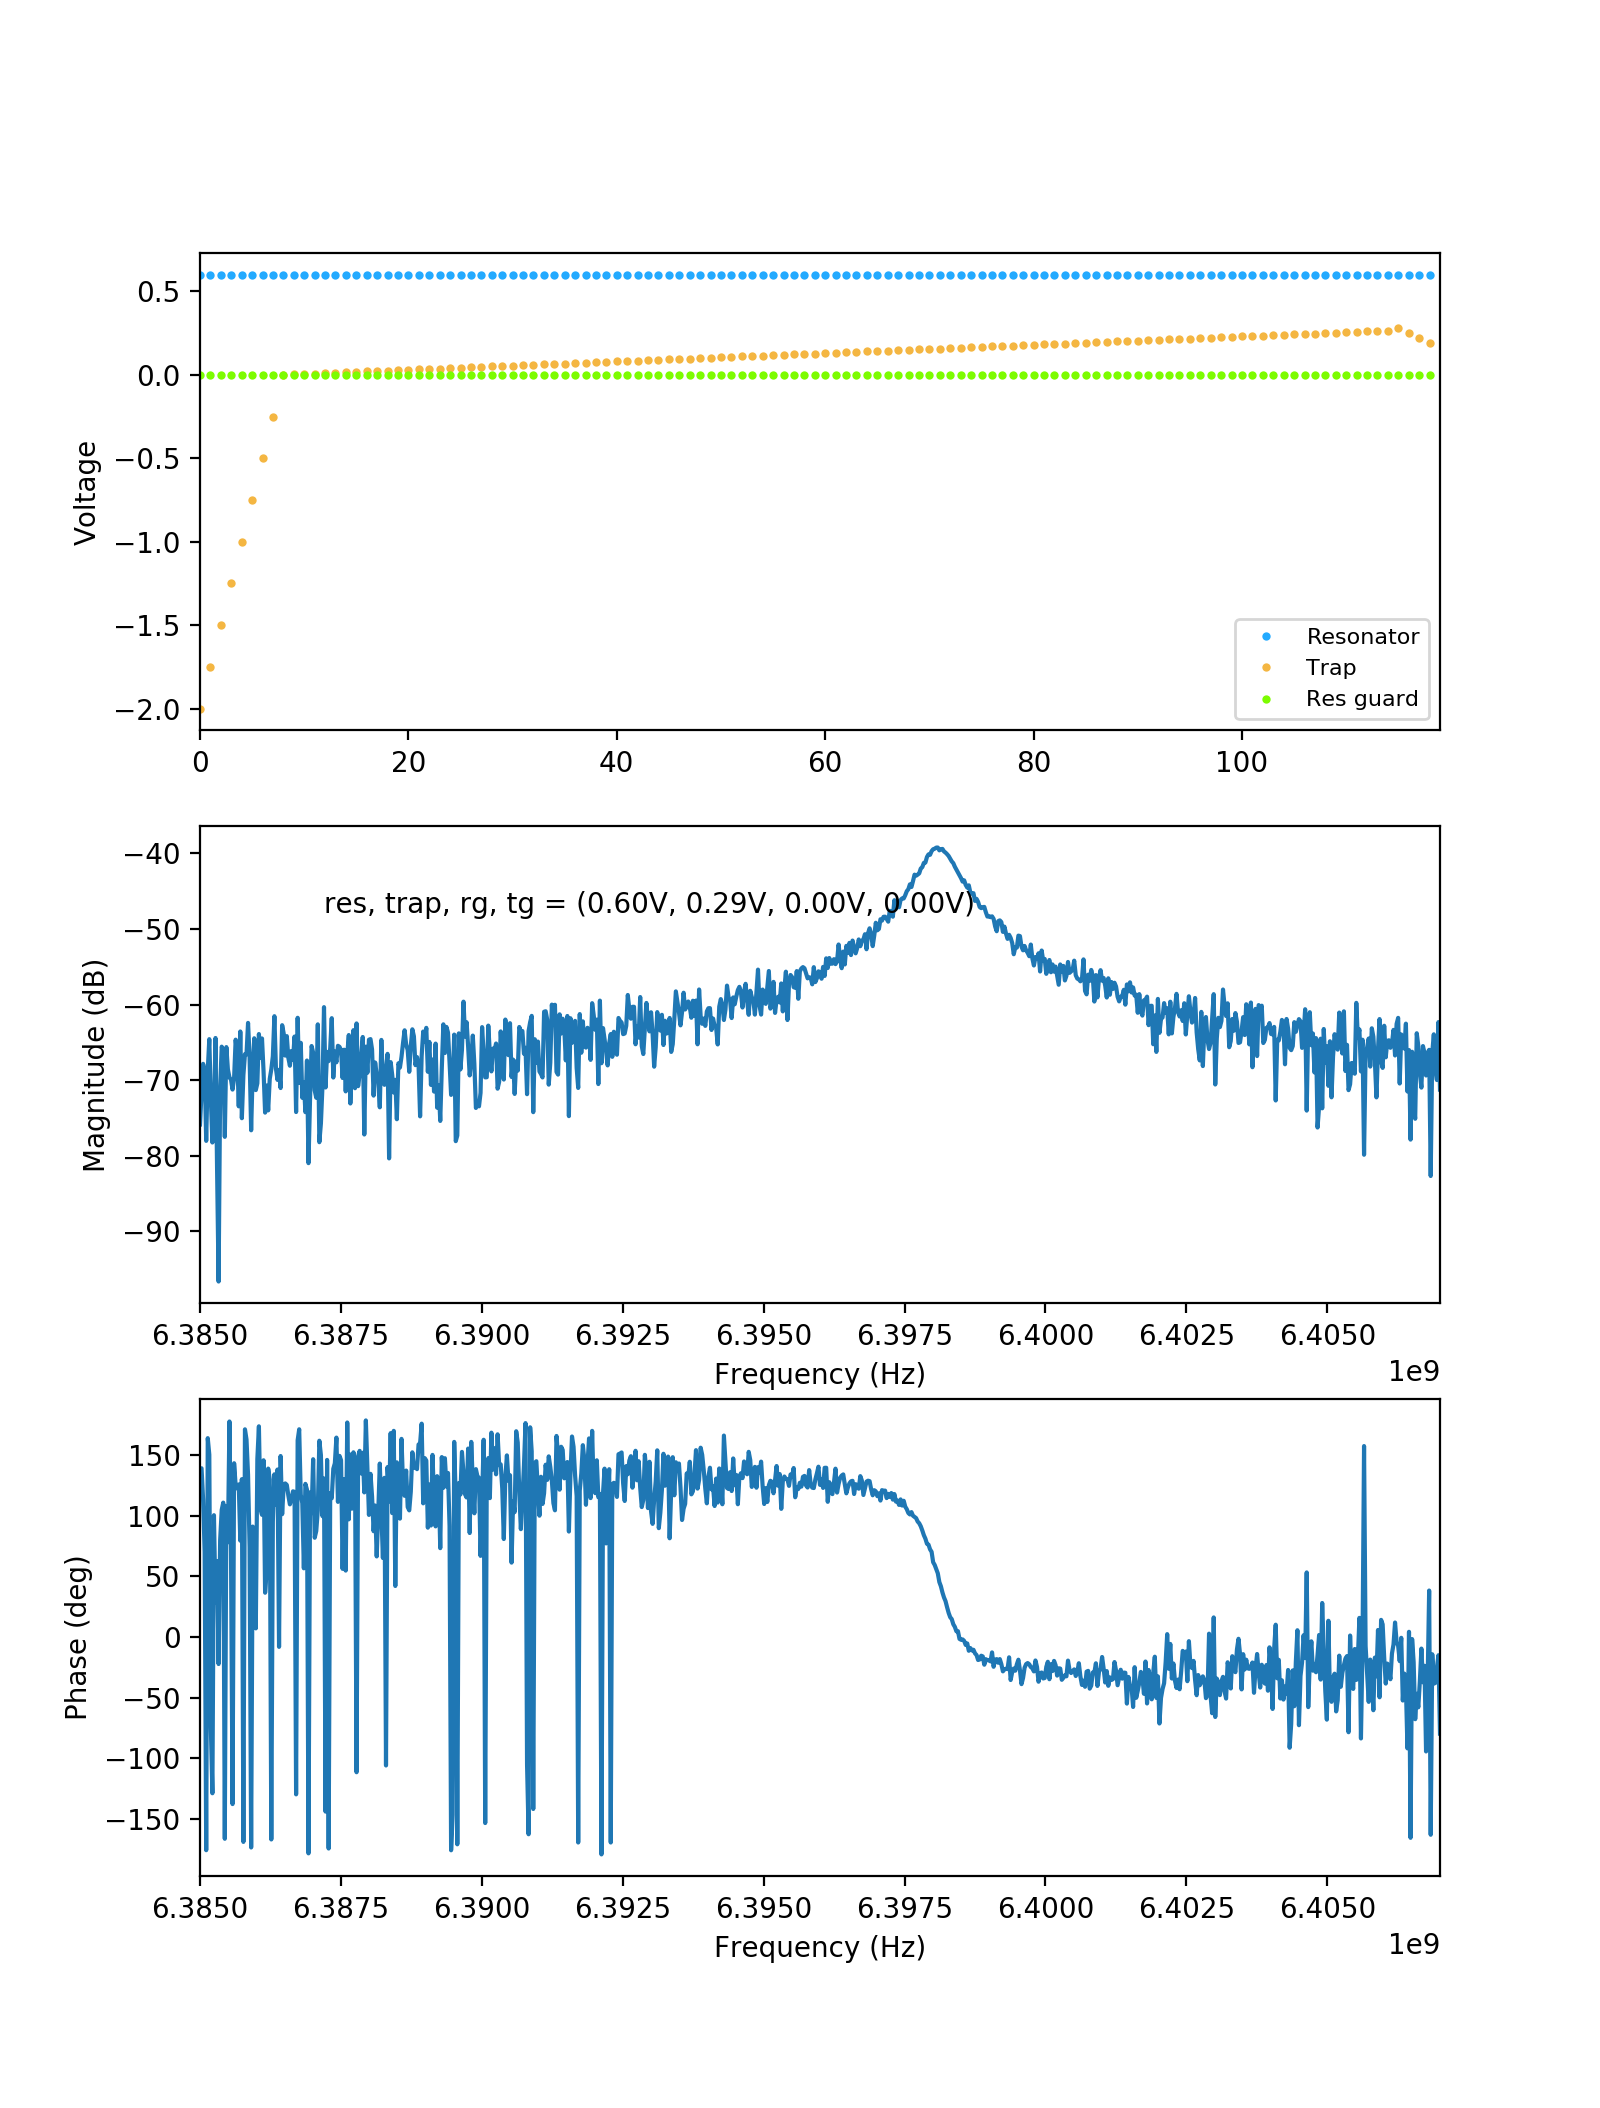 0.5
0.0
−0.5
−1.0
−1.5
−2.0
Voltage
Resonator
Trap
Res guard
0 20 40 60 80 100
−40
−50
−60
−70
−80
−90
Magnitude (dB)
res, trap, rg, tg = (0.60V, 0.29V, 0.00V, 0.00V)
6.3850 6.3875 6.3900 6.3925 6.3950 6.3975 6.4000 6.4025 6.4050
Frequency (Hz)
1e9
150
100
50
0
−50
−100
−150
Phase (deg)
6.3850 6.3875 6.3900 6.3925 6.3950 6.3975 6.4000 6.4025 6.4050
Frequency (Hz)
1e9